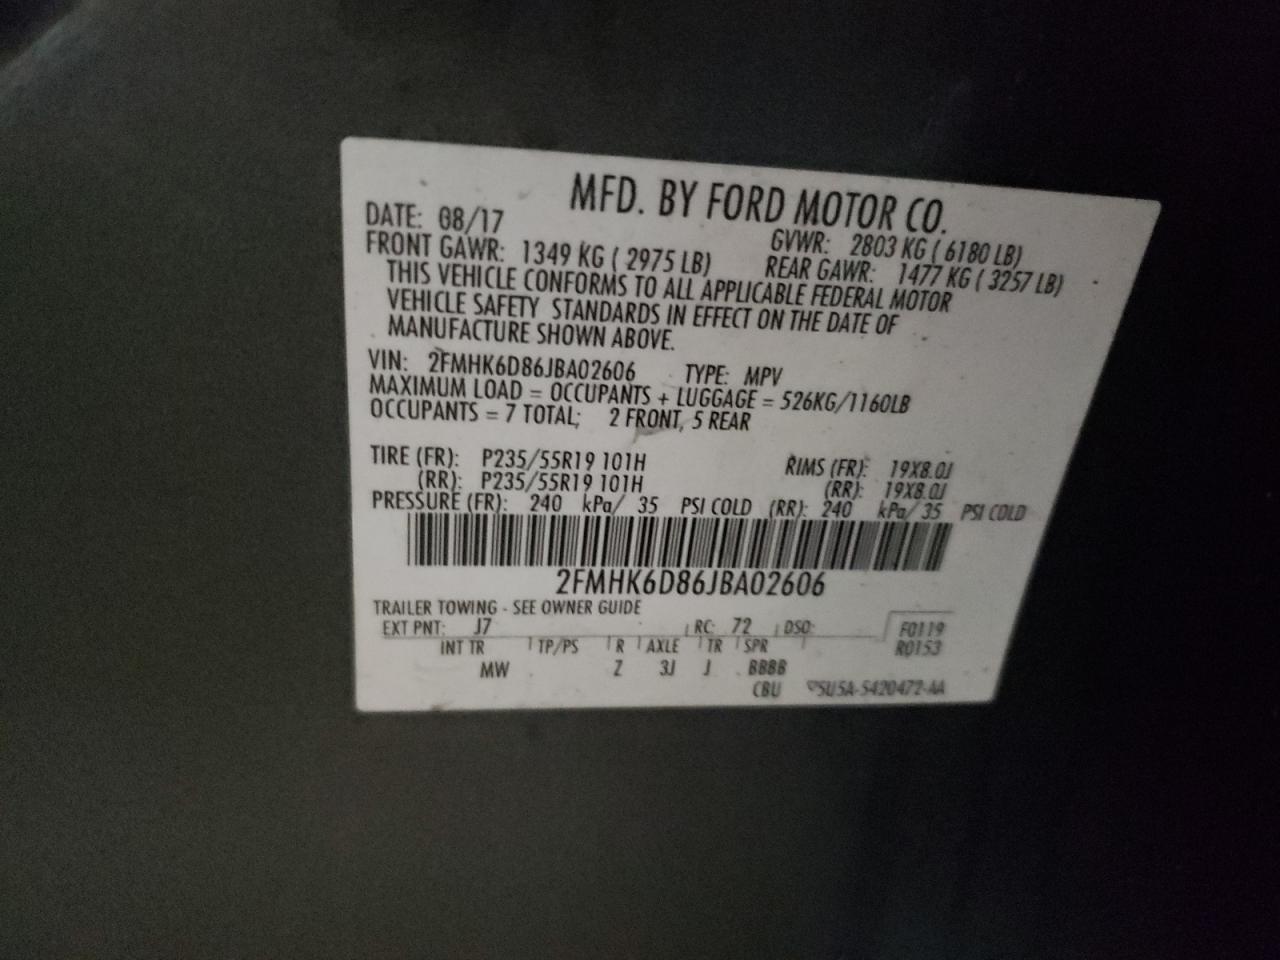 MFD. BY FORD MOTOR CO.
DATE: 08/17 GVWR: 2803 KG ( 6180 LB)
FRONT GAWR: 1349 KG ( 2975 LB) REAR GAWR: 1477 KG ( 3257 LB)
THIS VEHICLE CONFORMS TO ALL APPLICABLE FEDERAL MOTOR
VEHICLE SAFETY STANDARDS IN EFFECT ON THE DATE OF
MANUFACTURE SHOWN ABOVE.
VIN: 2FMHK6D86JBA02606 TYPE: MPV
MAXIMUM LOAD = OCCUPANTS + LUGGAGE = 526KG/1160LB
OCCUPANTS = 7 TOTAL; 2 FRONT, 5 REAR
TIRE (FR): P235/55R19 101H RIMS (FR): 19X8.0J
(RR): P235/55R19 101H (RR): 19X8.0J
PRESSURE (FR): 240 kPa/ 35 PSI COLD (RR): 240 kPa/ 35 PSI COLD
2FMHK6D86JBA02606
TRAILER TOWING - SEE OWNER GUIDE
EXT PNT: J7 RC: 72 DSO: F0119
INT TR TP/PS R AXLE TR SPR R0153
MW Z 3J J BBBB
CBU 5U5A-5420472-AA